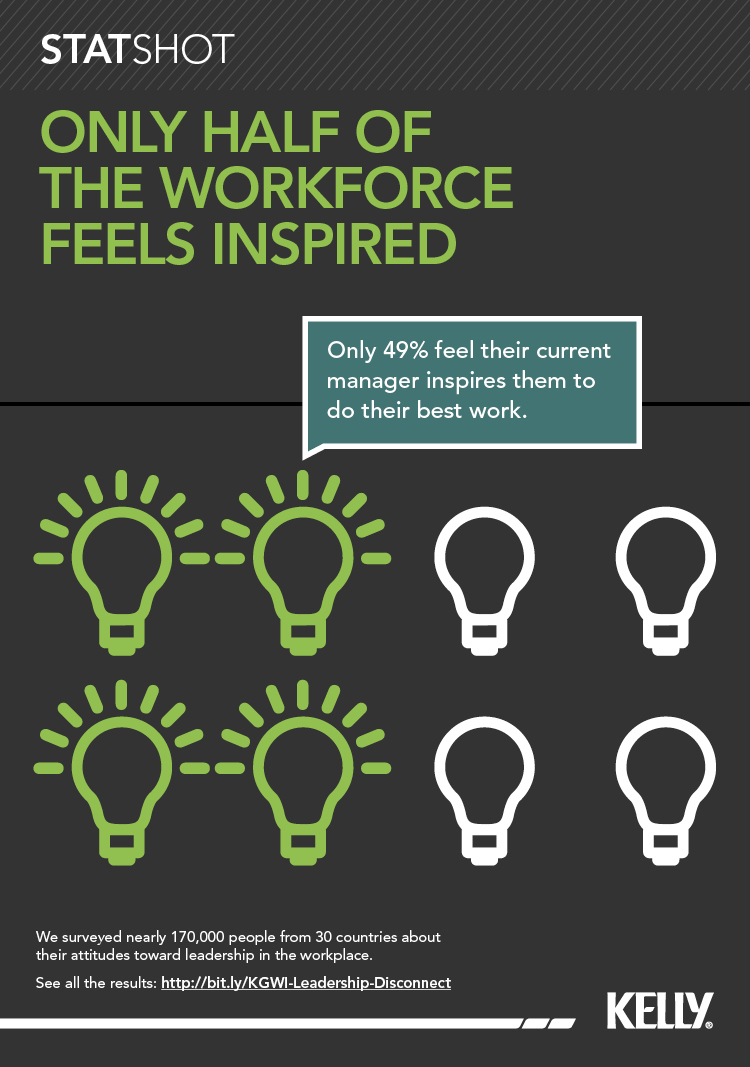 STATSHOT
ONLY HALF OF
THE WORKFORCE
FEELS INSPIRED
Only 49% feel their current
manager inspires them to
do their best work.
We surveyed nearly 170,000 people from 30 countries about
their attitudes toward leadership in the workplace.
See all the results: http://bit.ly/KGWI-Leadership-Disconnect
KELLY®